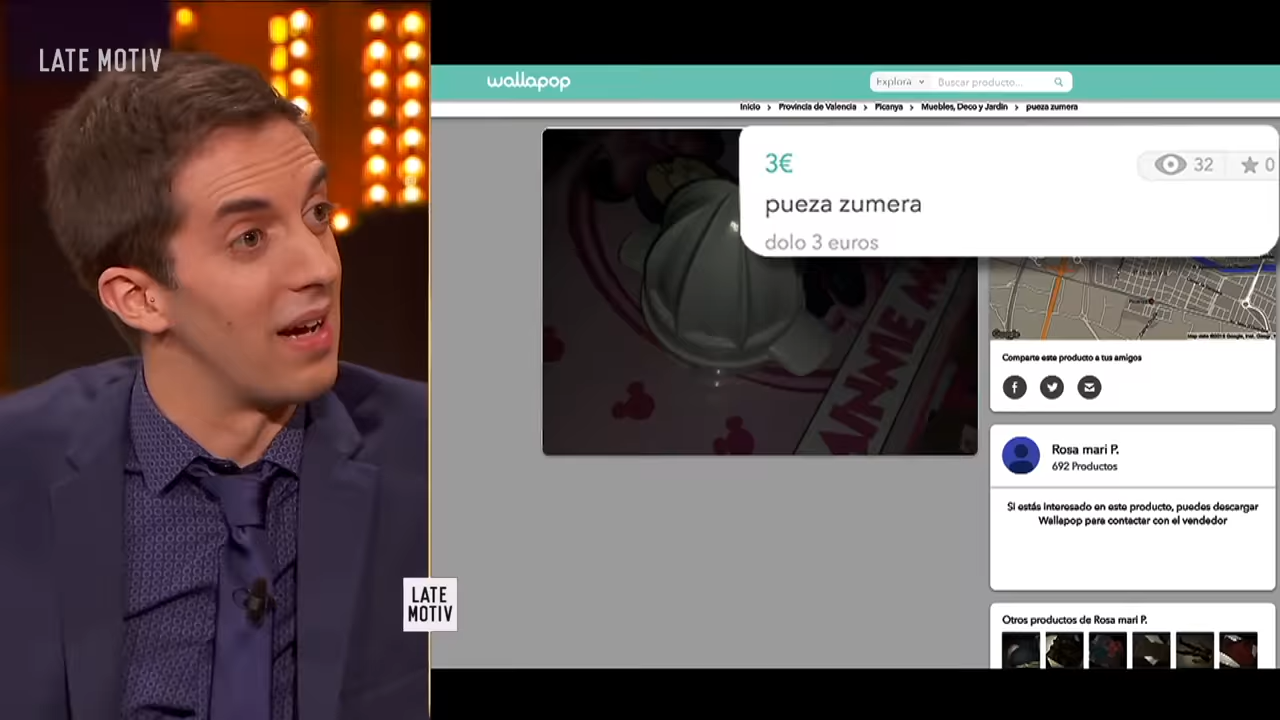 LATE MOTIV
LATE
MOTIV
wallapop
Explora
Buscar producto...
Inicio > Provincia de Valencia > Picanya > Muebles, Deco y Jardín > pueza zumera
3€
32
0
pueza zumera
dolo 3 euros
MINNIE M
Google
Comparte este producto a tus amigos
Rosa mari P.
692 Productos
Si estás interesado en este producto, puedes descargar
Wallapop para contactar con el vendedor
Otros productos de Rosa mari P.